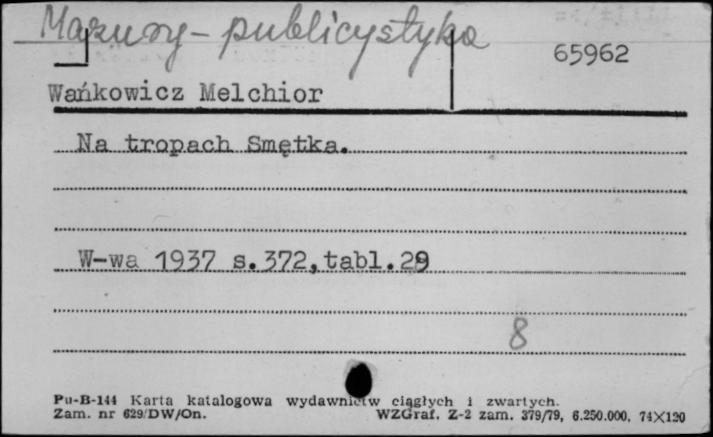 Mazury - publicystyka
65962
Wańkowicz Melchior
Na tropach Smętka.
W-wa 1937 s.372,tabl.29
8
Pu-B-144 Karta katalogowa wydawnictw ciągłych i zwartych.
Zam. nr 629/DW/On. WZGraf. Z-2 zam. 379/79, 6.250.000, 74X120